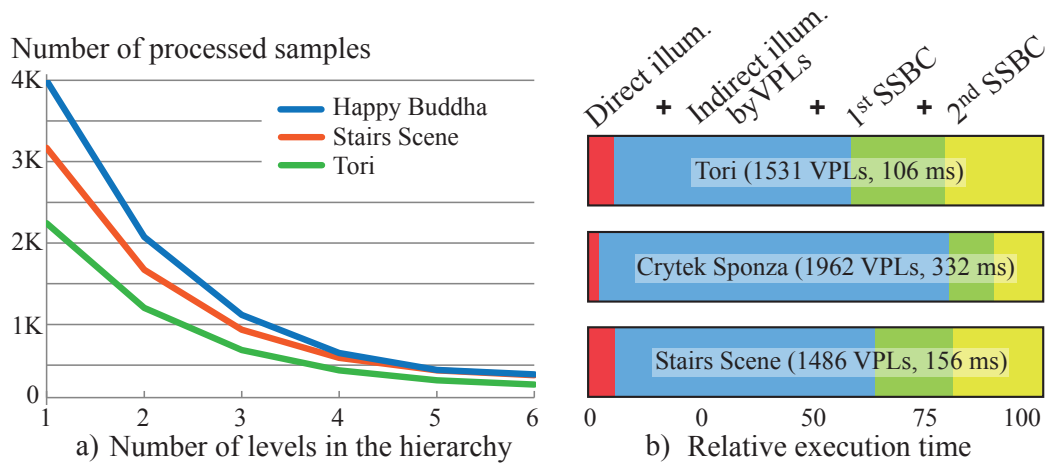 Number of processed samples
4K
3K
2K
1K
0
Happy Buddha
Stairs Scene
Tori
1 2 3 4 5 6
a) Number of levels in the hierarchy
Direct illum.
+
Indirect illum.
byVPLs
+
1st SSBC
+
2nd SSBC
Tori (1531 VPLs, 106 ms)
Crytek Sponza (1962 VPLs, 332 ms)
Stairs Scene (1486 VPLs, 156 ms)
0 0 50 75 100
b) Relative execution time